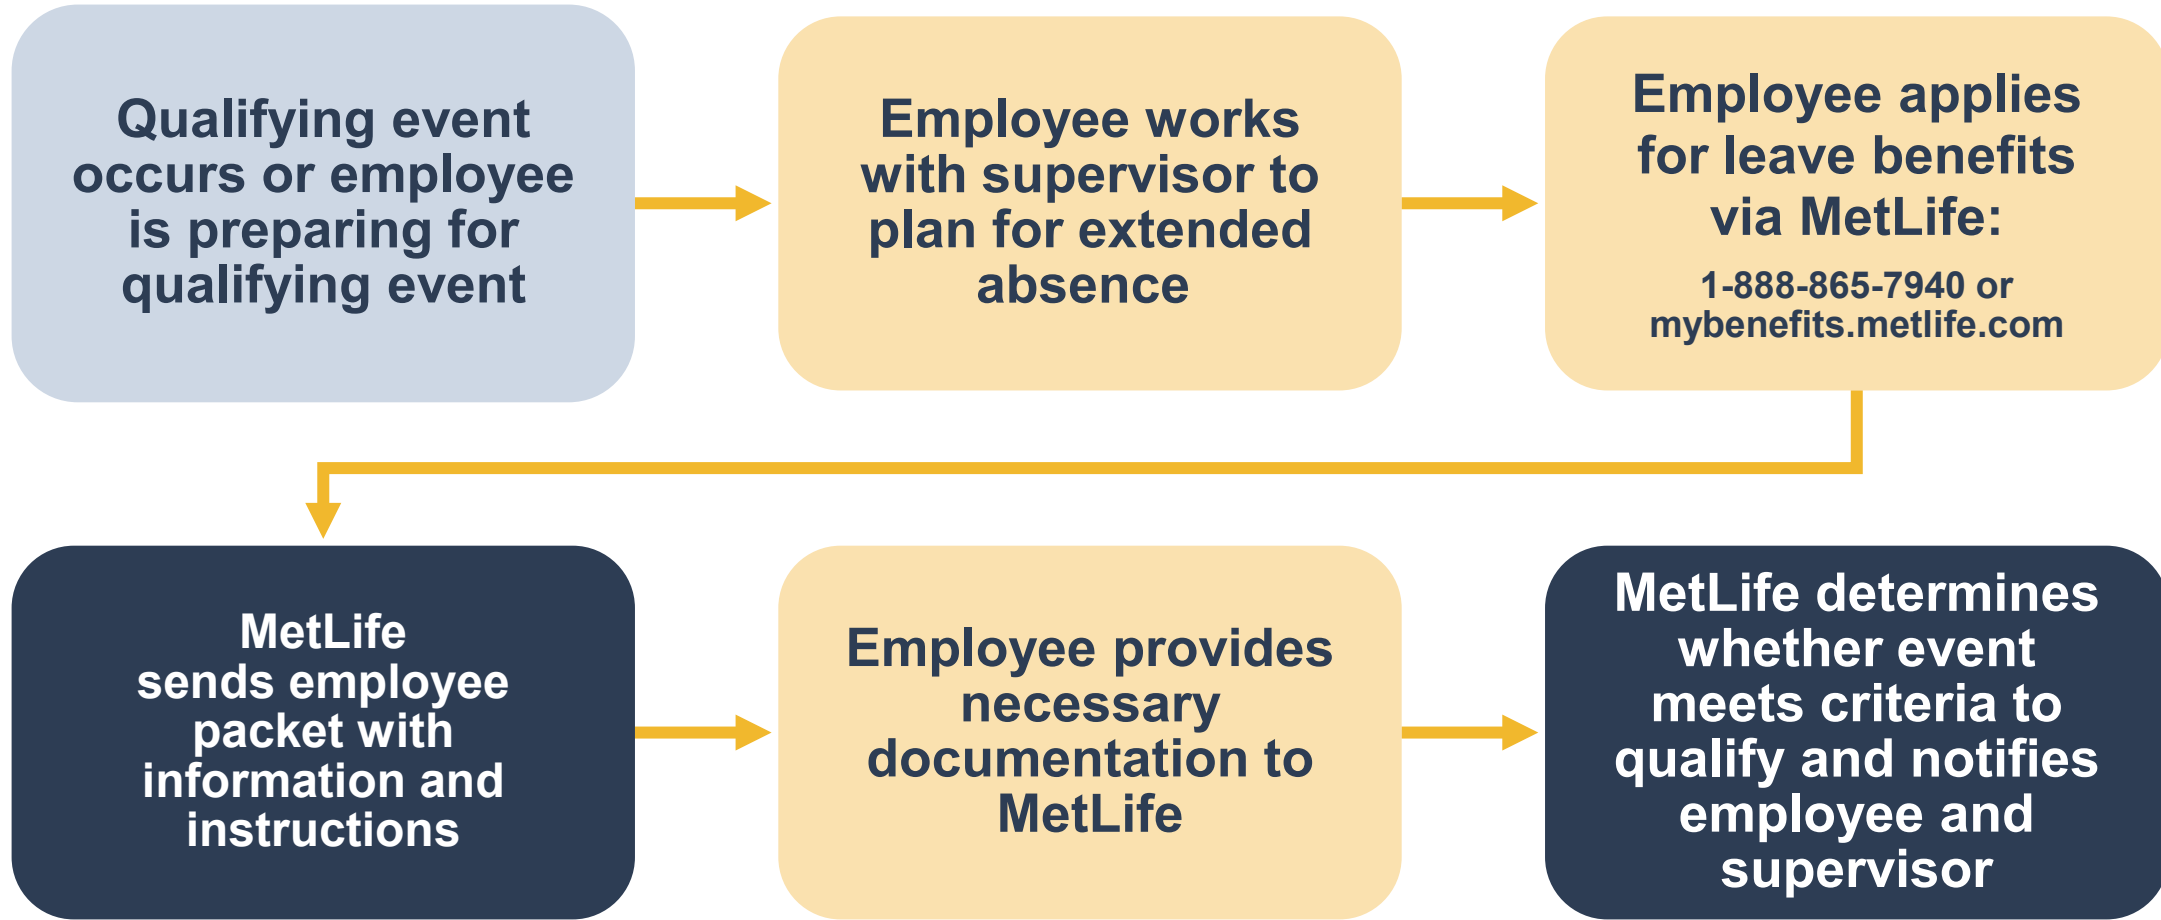 Qualifying event
occurs or employee
is preparing for
qualifying event
Employee works
with supervisor to
plan for extended
absence
Employee applies
for leave benefits
via MetLife:
1-888-865-7940 or
mybenefits.metlife.com
MetLife
sends employee
packet with
information and
instructions
Employee provides
necessary
documentation to
MetLife
MetLife determines
whether event
meets criteria to
qualify and notifies
employee and
supervisor